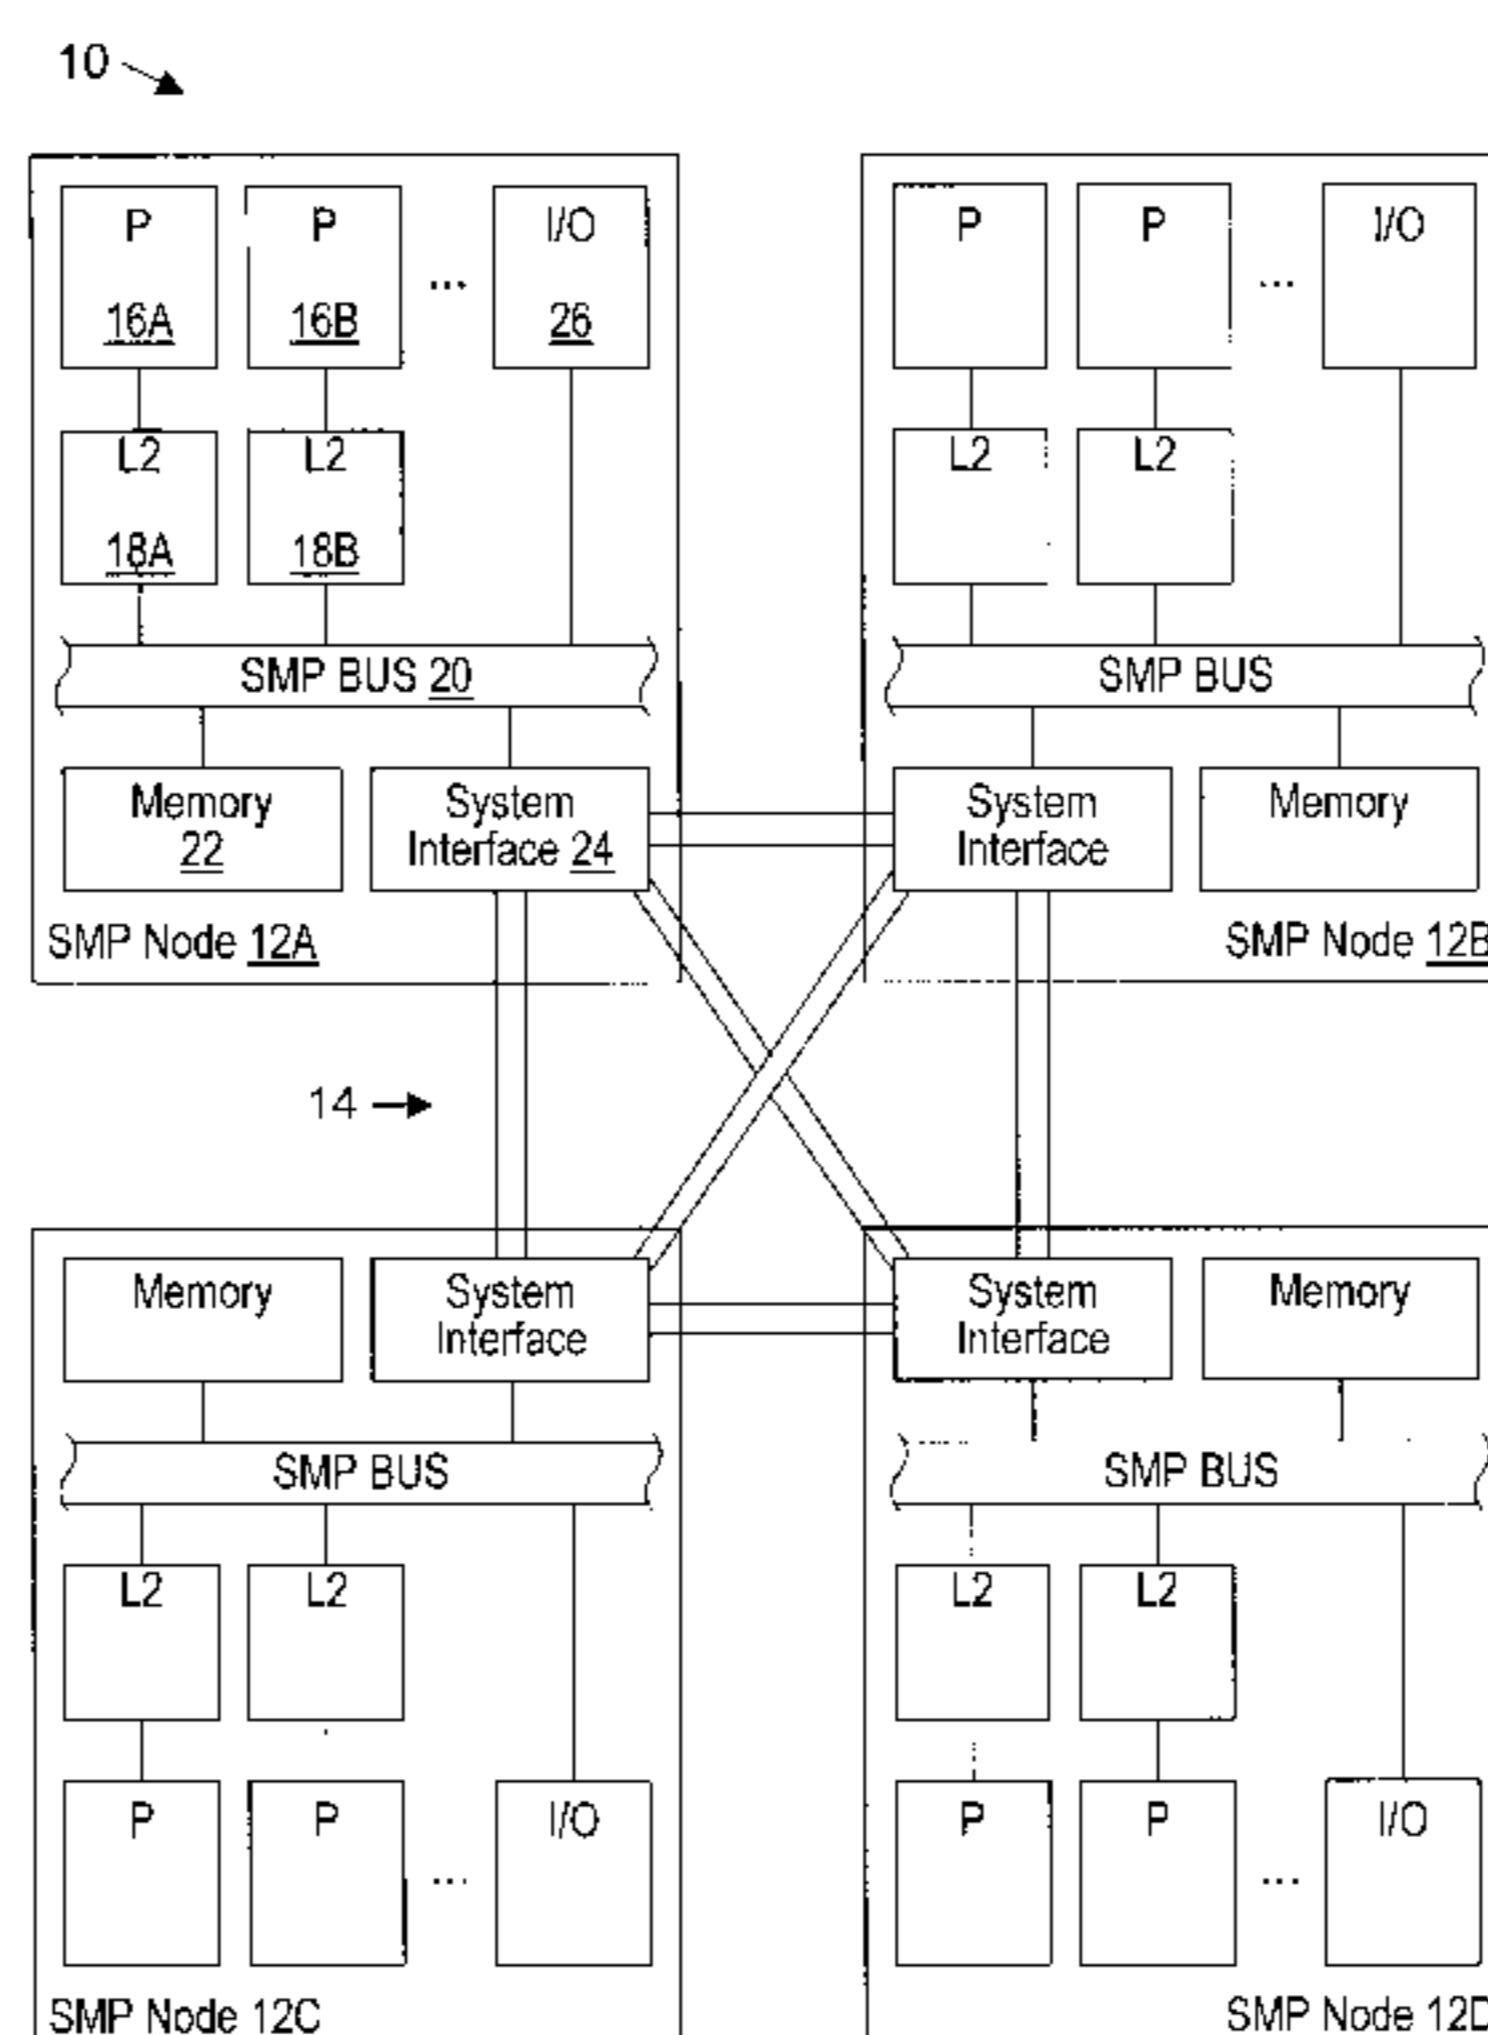 10
P
16A
P
16B
...
I/O
26
L2
18A
L2
18B
SMP BUS 20
Memory
22
System
Interface 24
SMP Node 12A
P
P
...
I/O
L2
L2
SMP BUS
System
Interface
Memory
SMP Node 12B
14
Memory
System
Interface
SMP BUS
L2
L2
P
P
...
I/O
SMP Node 12C
System
Interface
Memory
SMP BUS
L2
L2
P
P
...
I/O
SMP Node 12D